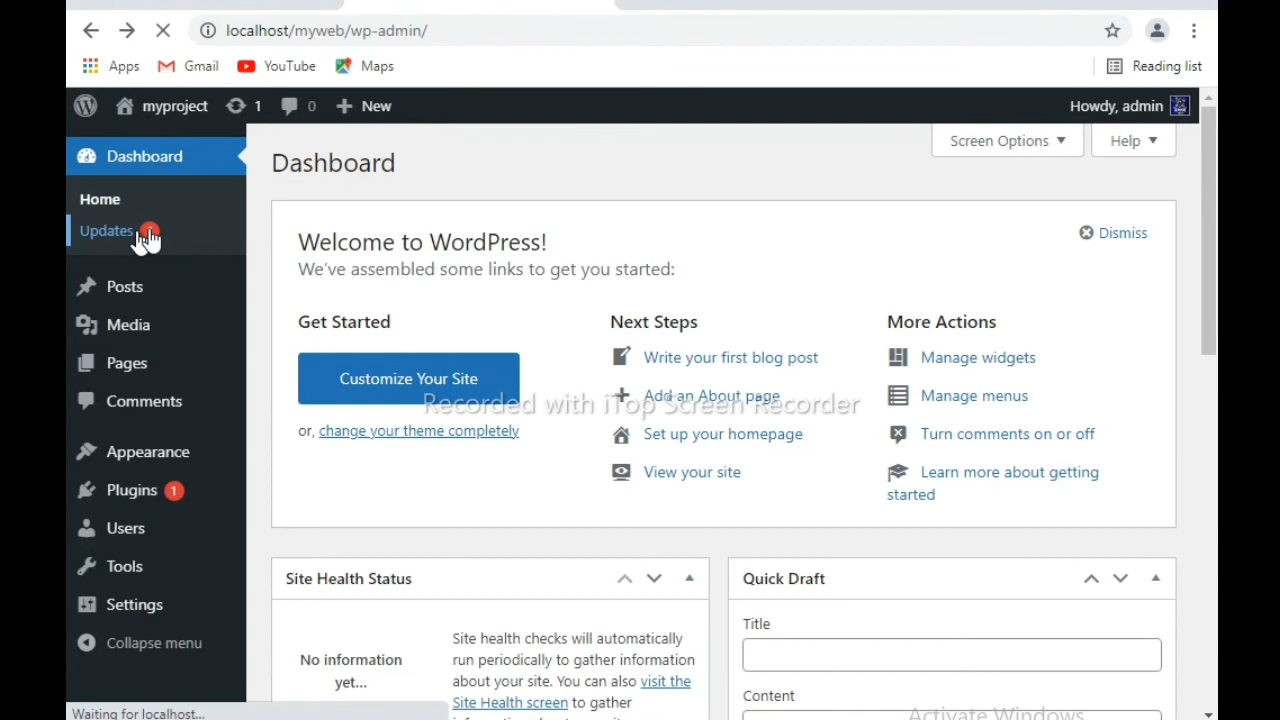 localhost/myweb/wp-admin/
Apps Gmail YouTube Maps Reading list
myproject 1 0 New Howdy, admin
Dashboard
Home
Updates
Posts
Media
Pages
Comments
Appearance
Plugins 1
Users
Tools
Settings
Collapse menu
Waiting for localhost...
Screen Options Help
Dashboard
Welcome to WordPress!
Dismiss
We've assembled some links to get you started:
Get Started
Customize Your Site
or, change your theme completely
Next Steps
Write your first blog post
Add an About page
Set up your homepage
View your site
More Actions
Manage widgets
Manage menus
Turn comments on or off
Learn more about getting
started
Recorded with iTop Screen Recorder
Site Health Status
No information
yet...
Site health checks will automatically
run periodically to gather information
about your site. You can also visit the
Site Health screen to gather
Quick Draft
Title
Content
Activate Windows